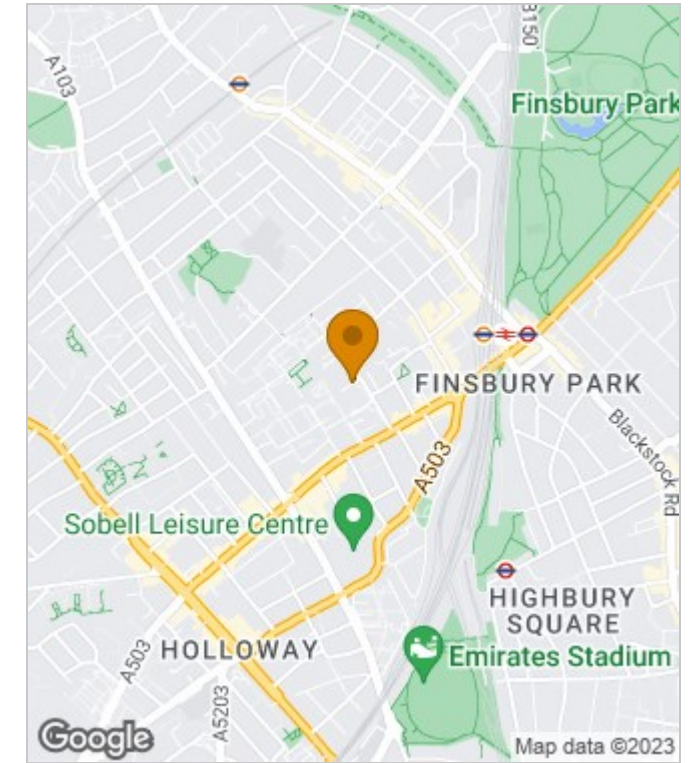 A103
3150
Finsbury Park
FINSBURY PARK
Blackstock Rd
A503
Sobell Leisure Centre
HIGHBURY
SQUARE
A503
HOLLOWAY
Emirates Stadium
A5203
Google
Map data ©2023